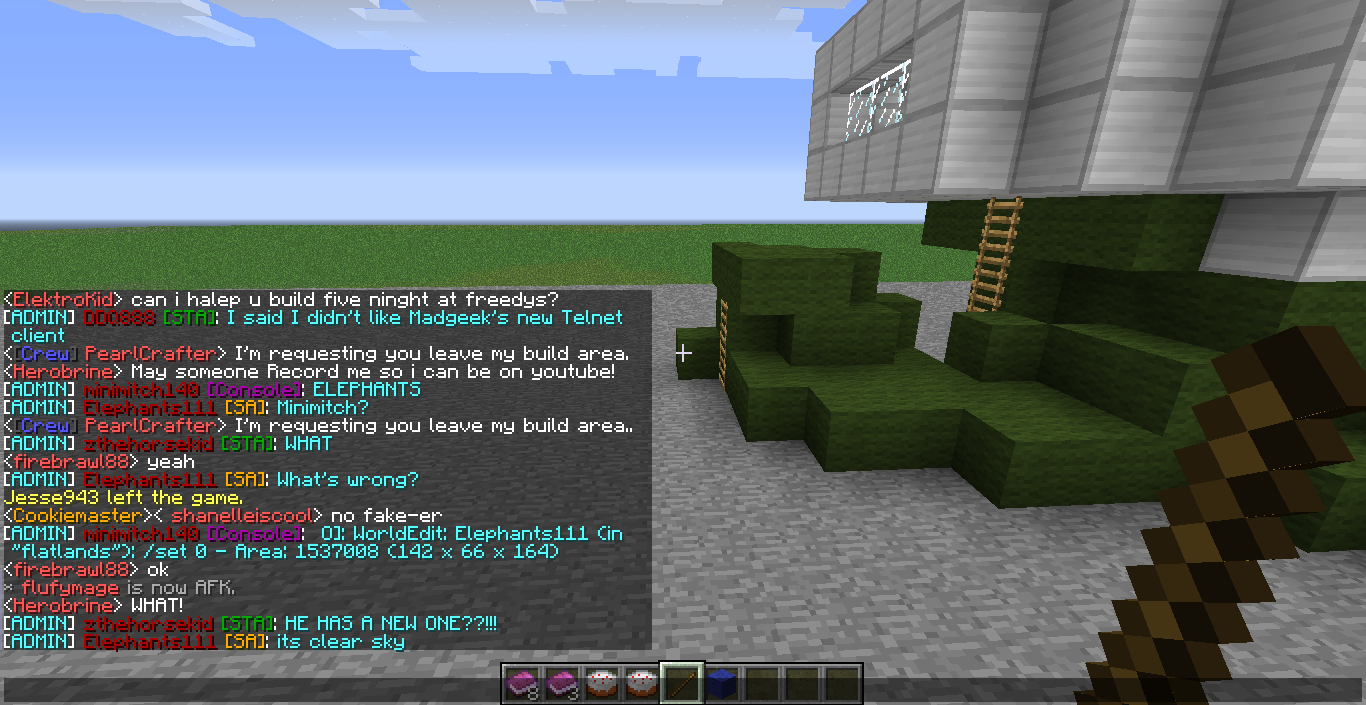 <ElektroKid> can i halep u build five ninght at freedys?
[ADMIN] DDO888 [STA]: I said I didn't like Madgeek's new Telnet
client
<[Crew] PearlCrafter> I'm requesting you leave my build area.
<Herobrine> May someone Record me so i can be on youtube!
[ADMIN] minimitch140 [Console]: ELEPHANTS
[ADMIN] Elephants111 [SA]: Minimitch?
<[Crew] PearlCrafter> I'm requesting you leave my build area..
[ADMIN] zthehorsekid [STA]: WHAT
<firebrawl88> yeah
[ADMIN] Elephants111 [SA]: What's wrong?
Jesse943 left the game.
<Cookiemaster>< shanelleiscool> no fake-er
[ADMIN] minimitch140 [Console]: O]: WorldEdit: Elephants111 (in
"flatlands"): /set 0 - Area: 1537008 (142 x 66 x 164)
<firebrawl88> ok
* flufymage is now AFK.
<Herobrine> WHAT!
[ADMIN] zthehorsekid [STA]: HE HAS A NEW ONE??!!!
[ADMIN] Elephants111 [SA]: its clear sky
8
3